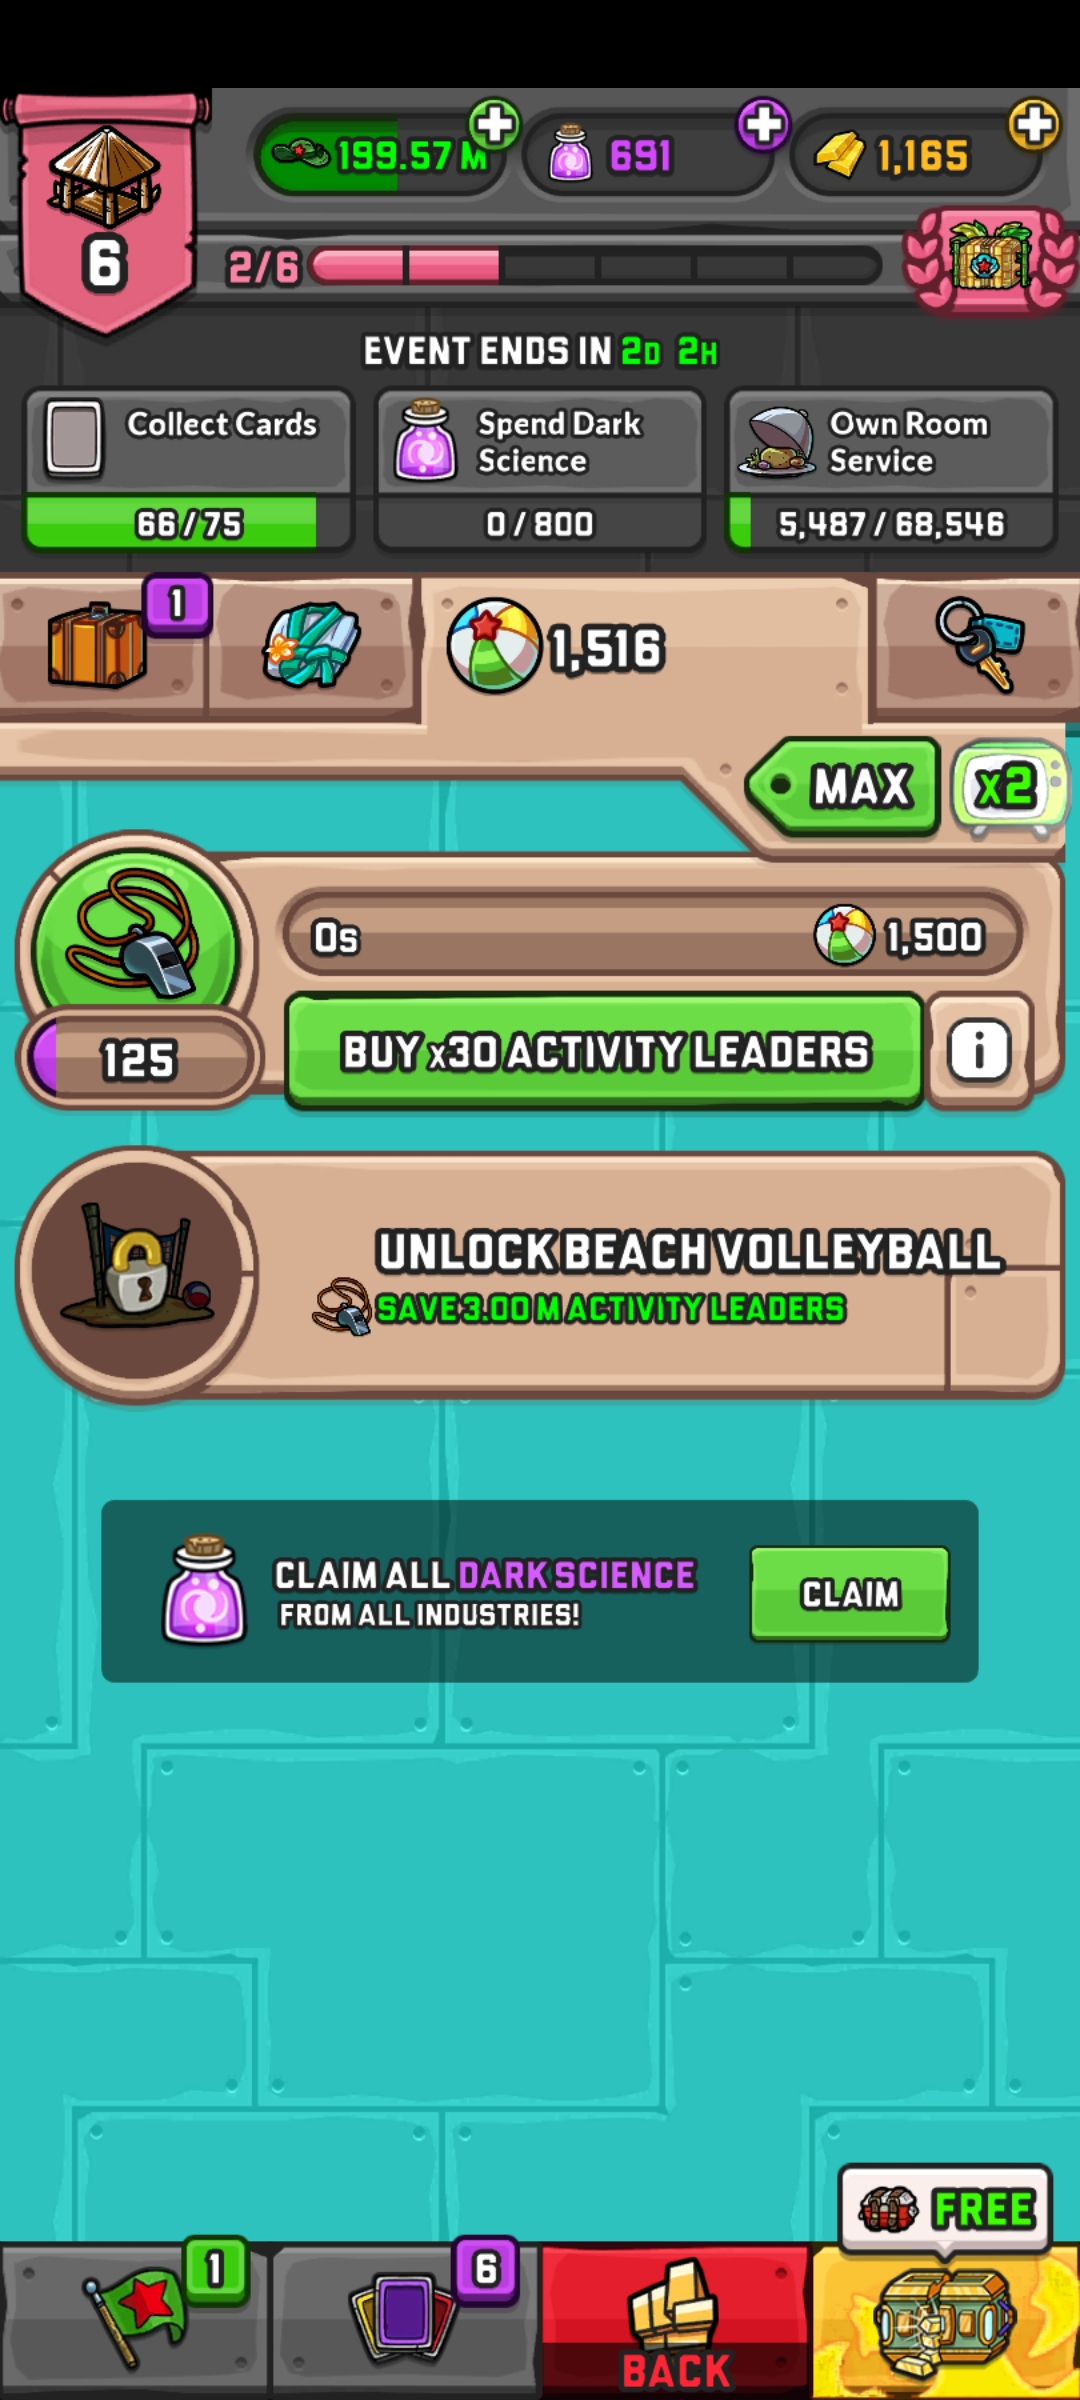 199.57 M
691
1,165
6
2/6
EVENT ENDS IN 2D 2H
Collect Cards
66/75
Spend Dark
Science
0/800
Own Room
Service
5,487/68,546
1
1,516
MAX
x2
0s
1,500
125
BUY x30 ACTIVITY LEADERS
i
UNLOCK BEACH VOLLEYBALL
SAVE 3.00 M ACTIVITY LEADERS
CLAIM ALL DARK SCIENCE
FROM ALL INDUSTRIES!
CLAIM
FREE
1
6
BACK